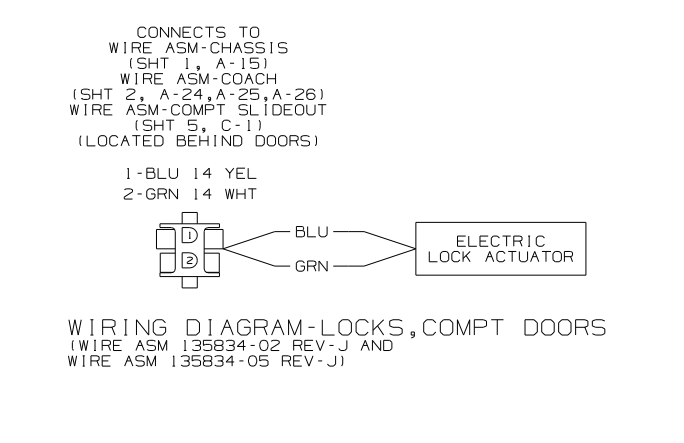 CONNECTS TO
WIRE ASM-CHASSIS
(SHT 1, A-15)
WIRE ASM-COACH
(SHT 2, A-24,A-25,A-26)
WIRE ASM-COMPT SLIDEOUT
(SHT 5, C-1)
(LOCATED BEHIND DOORS)
1-BLU 14 YEL
2-GRN 14 WHT
1
2
BLU
GRN
ELECTRIC
LOCK ACTUATOR
WIRING DIAGRAM-LOCKS,COMPT DOORS
(WIRE ASM 135834-02 REV-J AND
WIRE ASM 135834-05 REV-J)